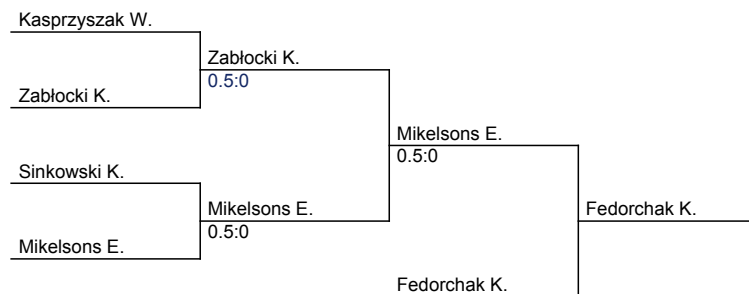 Kasprzyszak W.
Zabłocki K.
0.5:0
Zabłocki K.
Mikelsons E.
0.5:0
Sinkowski K.
Mikelsons E.
0.5:0
Fedorchak K.
Mikelsons E.
Fedorchak K.